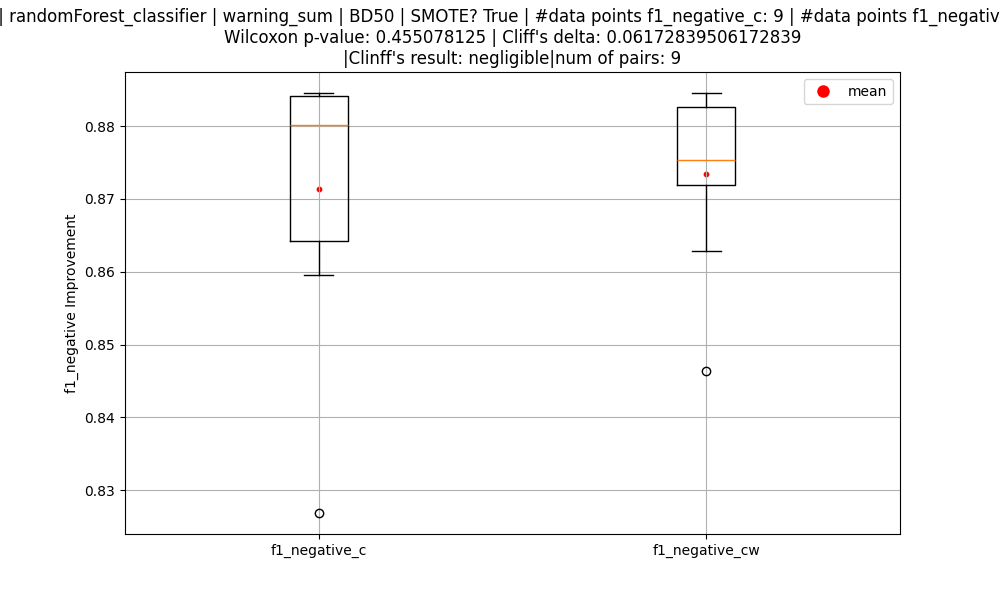 | randomForest_classifier | warning_sum | BD50 | SMOTE? True | #data points f1_negative_c: 9 | #data points f1_negativ
Wilcoxon p-value: 0.455078125 | Cliff's delta: 0.06172839506172839
|Clinff's result: negligible|num of pairs: 9
mean
0.88
0.87
0.86
0.85
0.84
0.83
f1_negative Improvement
f1_negative_c
f1_negative_cw